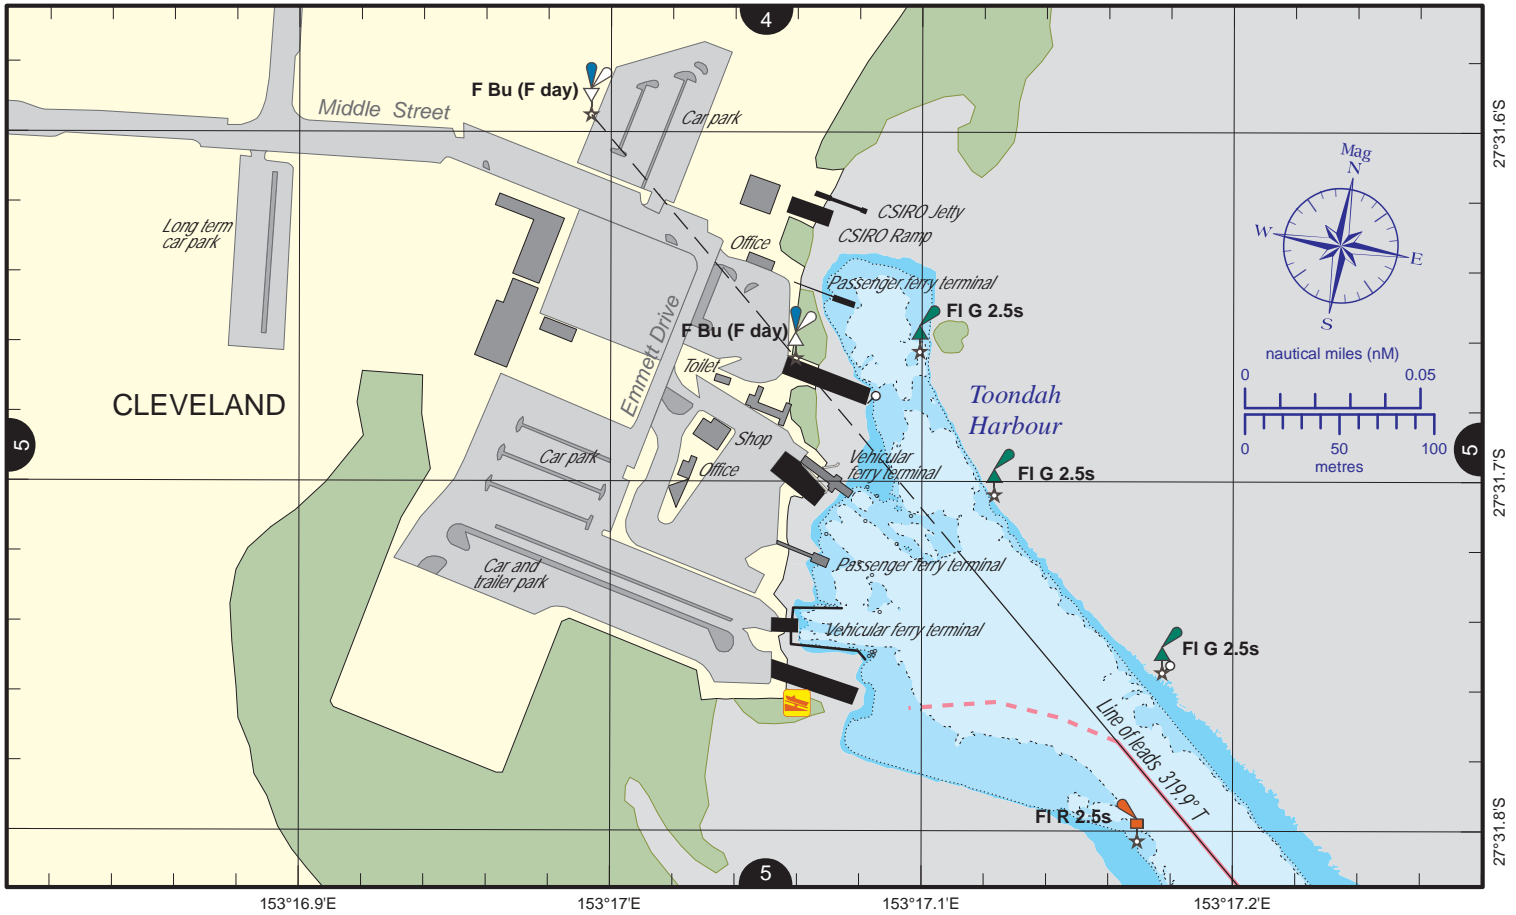 4
F Bu (F day)
Middle Street
Car park
27°31.6'S
Mag
N
W
E
S
CSIRO Jetty
CSIRO Ramp
Long term
car park
Office
Passenger ferry terminal
Fl G 2.5s
F Bu (F day)
Emmett Drive
Toilet
nautical miles (nM)
0
0.05
0
50
100
metres
CLEVELAND
Toondah
Harbour
5
5
Shop
Car park
Office
Vehicular
ferry terminal
Fl G 2.5s
27°31.7'S
Car and
trailer park
Passenger ferry terminal
Vehicular ferry terminal
Fl G 2.5s
Line of leads 319.9° T
Fl R 2.5s
27°31.8'S
5
153°16.9'E
153°17'E
153°17.1'E
153°17.2'E